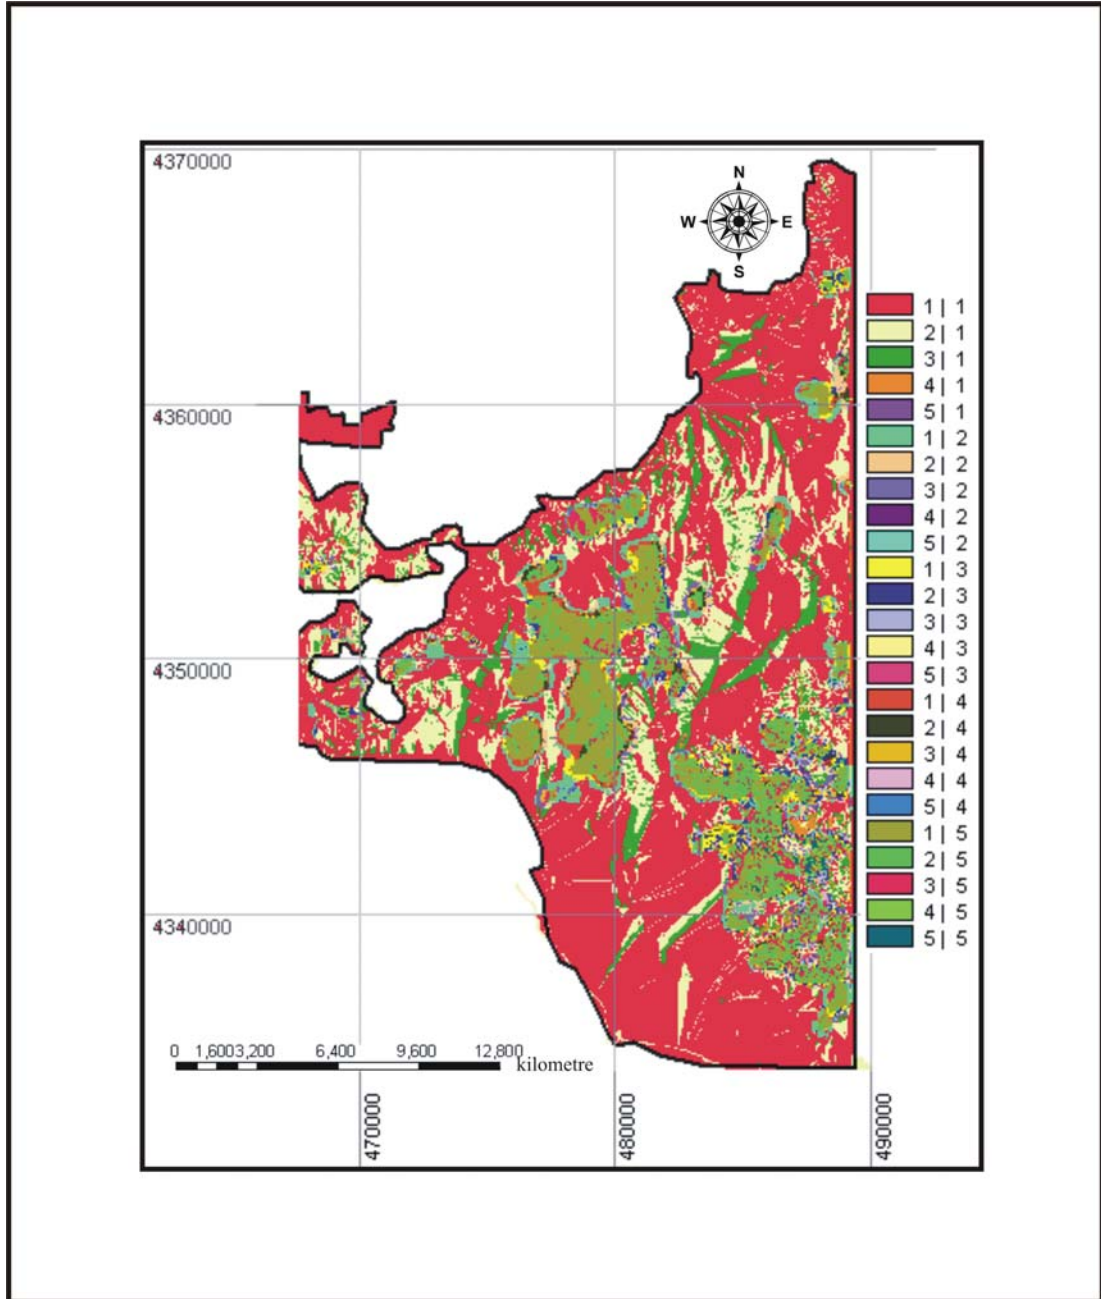 4370000
N
W E
S
1 | 1
2 | 1
3 | 1
4360000
4 | 1
5 | 1
1 | 2
2 | 2
3 | 2
4 | 2
5 | 2
1 | 3
2 | 3
3 | 3
4 | 3
4350000
5 | 3
1 | 4
2 | 4
3 | 4
4 | 4
5 | 4
1 | 5
2 | 5
3 | 5
4 | 5
4340000
5 | 5
0 1,6003,200 6,400 9,600 12,800
kilometre
470000
480000
490000